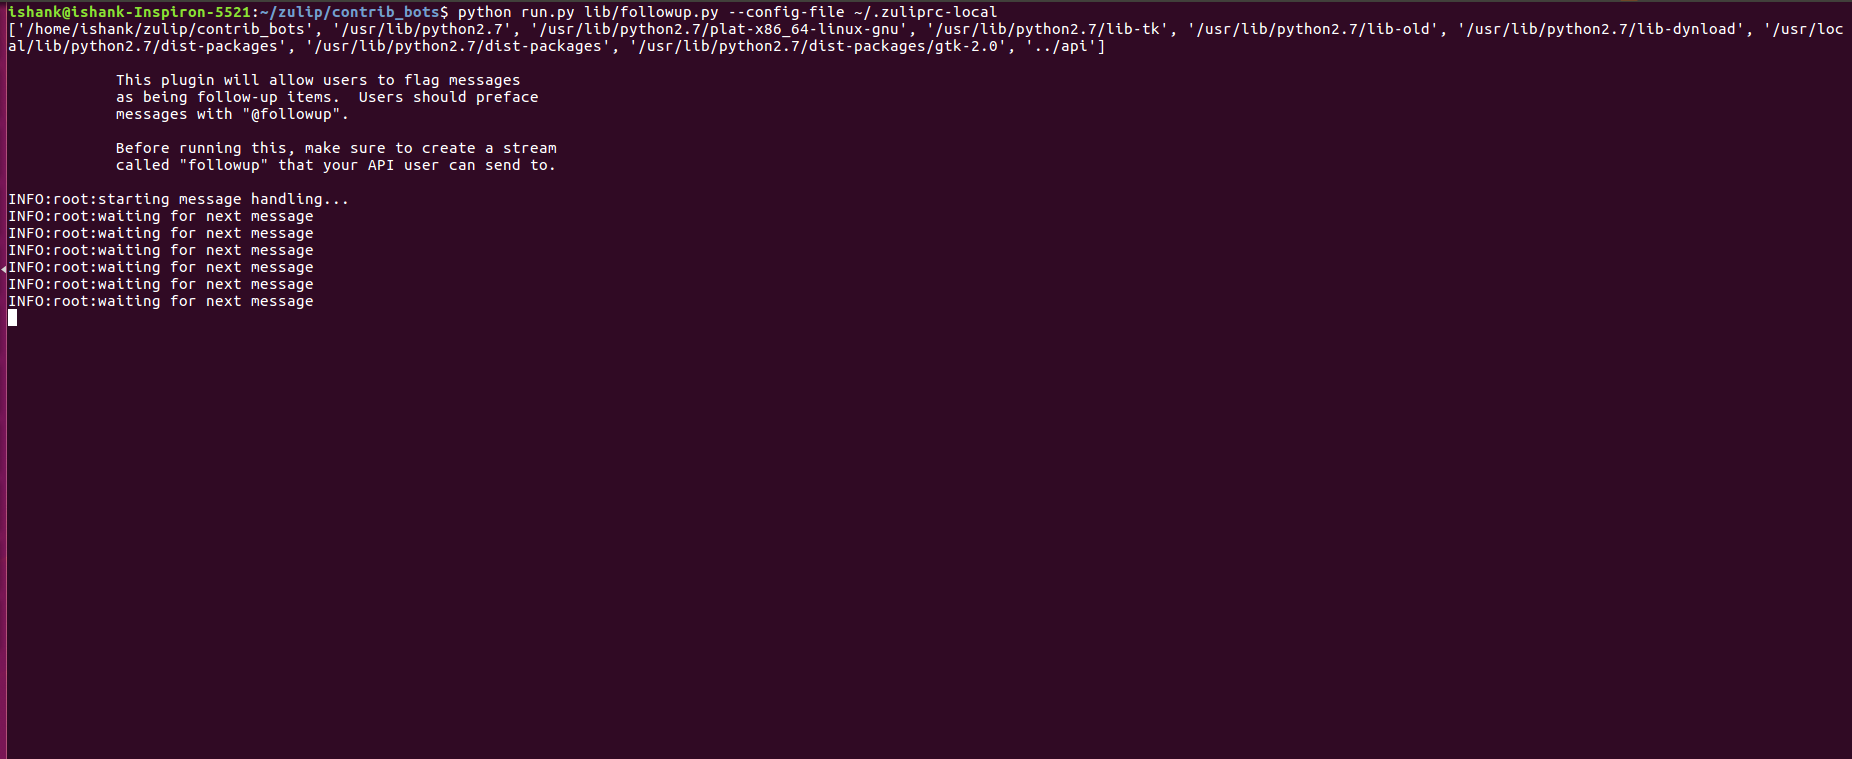 ishank@ishank-Inspiron-5521:~/zulip/contrib_bots$ python run.py lib/followup.py --config-file ~/.zuliprc-local
['/home/ishank/zulip/contrib_bots', '/usr/lib/python2.7', '/usr/lib/python2.7/plat-x86_64-linux-gnu', '/usr/lib/python2.7/lib-tk', '/usr/lib/python2.7/lib-old', '/usr/lib/python2.7/lib-dynload', '/usr/loc
al/lib/python2.7/dist-packages', '/usr/lib/python2.7/dist-packages', '/usr/lib/python2.7/dist-packages/gtk-2.0', '../api']
This plugin will allow users to flag messages
as being follow-up items.  Users should preface
messages with "@followup".
Before running this, make sure to create a stream
called "followup" that your API user can send to.
INFO:root:starting message handling...
INFO:root:waiting for next message
INFO:root:waiting for next message
INFO:root:waiting for next message
INFO:root:waiting for next message
INFO:root:waiting for next message
INFO:root:waiting for next message